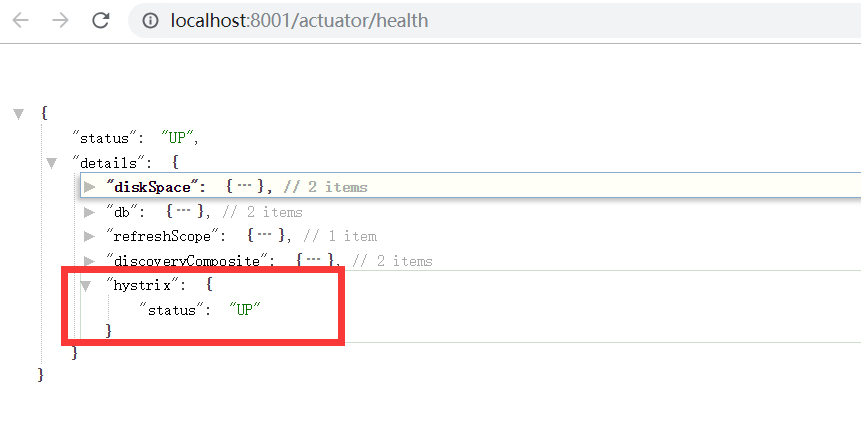 localhost:8001/actuator/health
{
"status": "UP",
"details": {
"diskSpace": {...}, // 2 items
"db": {...}, // 2 items
"refreshScope": {...}, // 1 item
"discoveryComposite": {...}, // 2 items
"hystrix": {
"status": "UP"
}
}
}